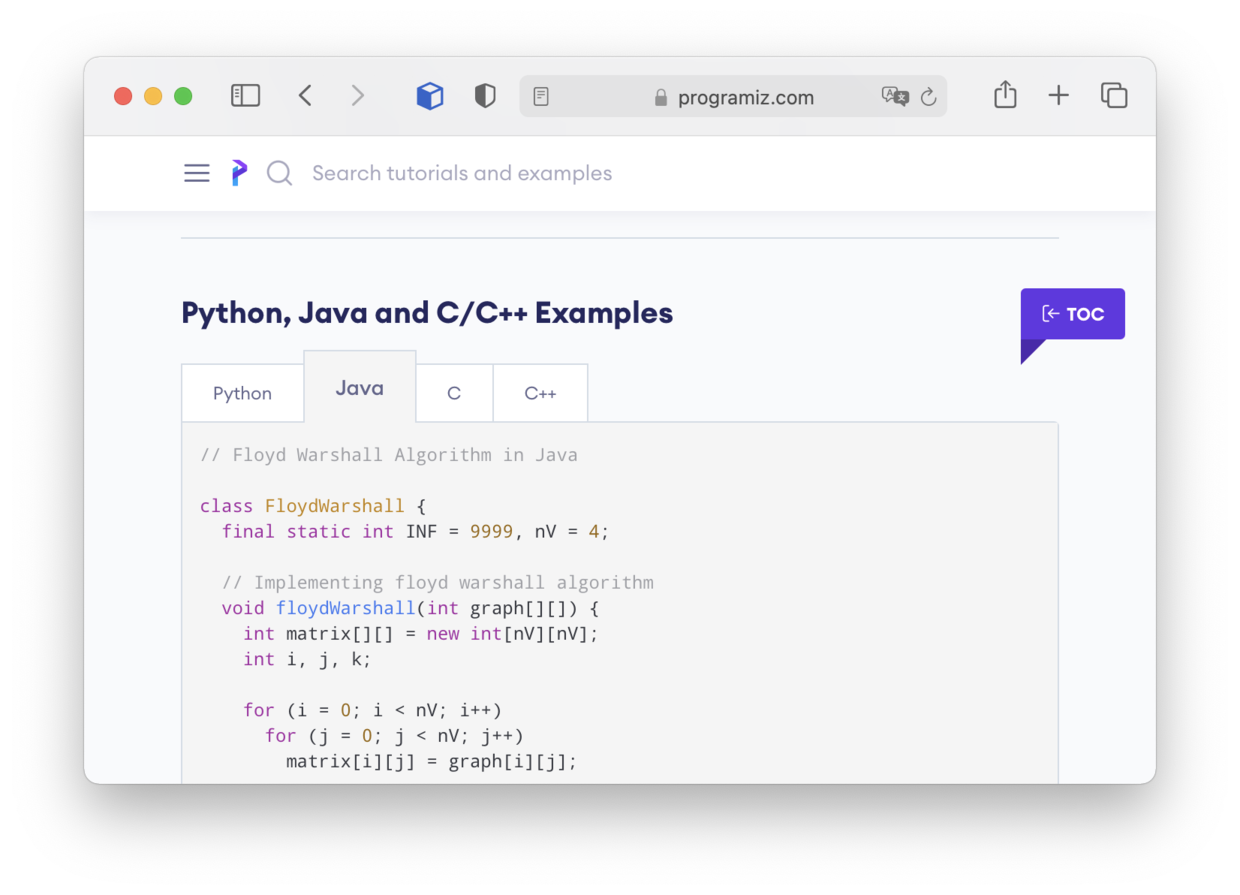 programiz.com
Search tutorials and examples
Python, Java and C/C++ Examples
TOC
Python
Java
C
C++
// Floyd Warshall Algorithm in Java
class FloydWarshall {
final static int INF = 9999, nV = 4;
// Implementing floyd warshall algorithm
void floydWarshall(int graph[][]) {
int matrix[][] = new int[nV][nV];
int i, j, k;
for (i = 0; i < nV; i++)
for (j = 0; j < nV; j++)
matrix[i][j] = graph[i][j];